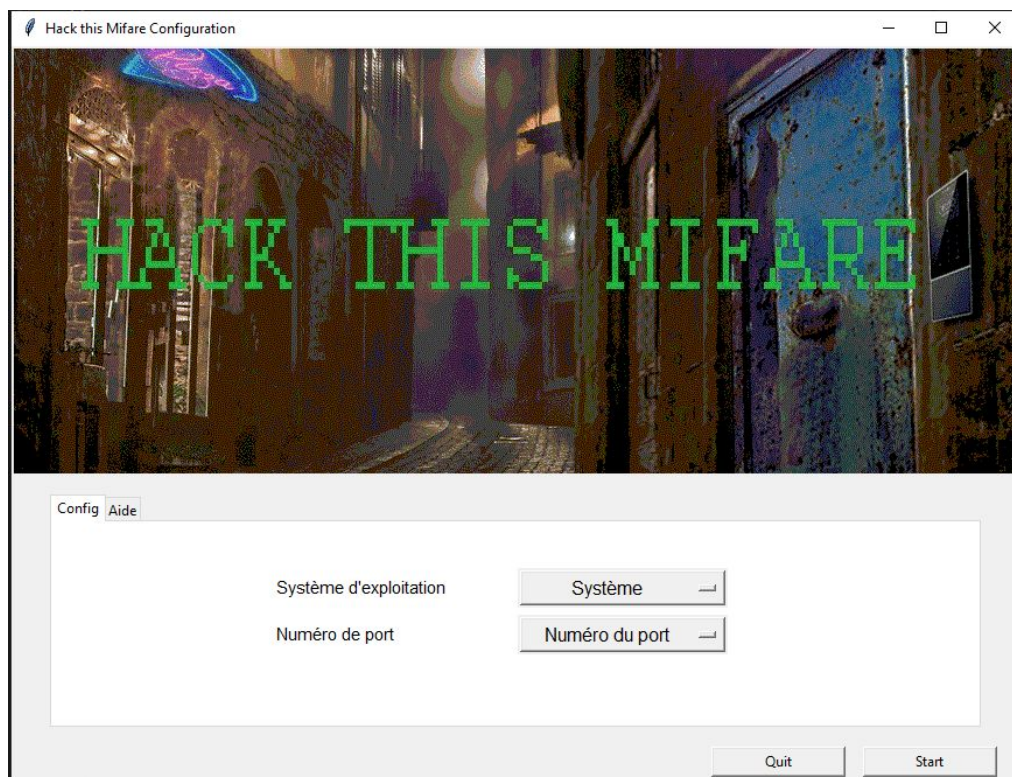 Hack this Mifare Configuration
HACK THIS MIFARE
Config Aide
Système d'exploitation Système
Numéro de port Numéro du port
Quit Start